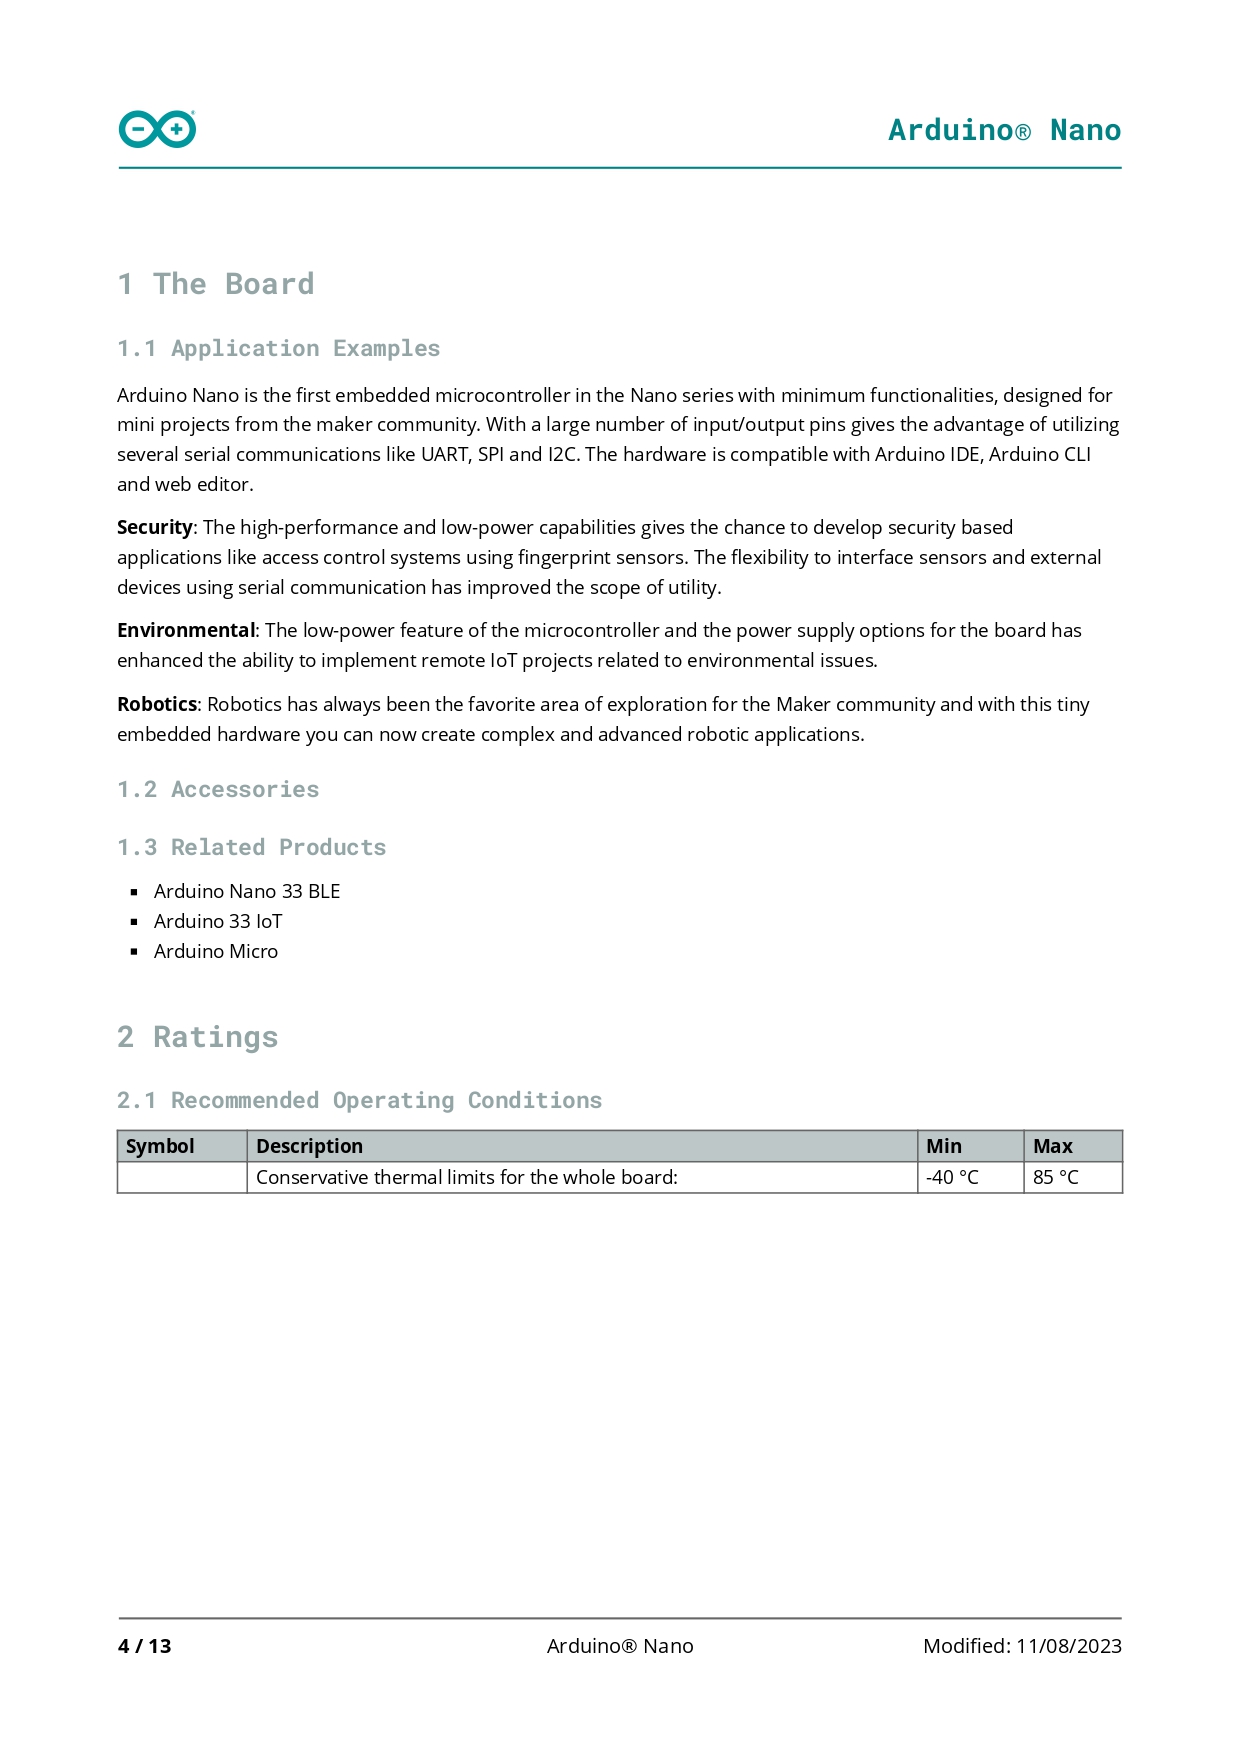 Arduino® Nano
1 The Board
1.1 Application Examples
Arduino Nano is the first embedded microcontroller in the Nano series with minimum functionalities, designed for
mini projects from the maker community. With a large number of input/output pins gives the advantage of utilizing
several serial communications like UART, SPI and I2C. The hardware is compatible with Arduino IDE, Arduino CLI
and web editor.
Security: The high-performance and low-power capabilities gives the chance to develop security based
applications like access control systems using fingerprint sensors. The flexibility to interface sensors and external
devices using serial communication has improved the scope of utility.
Environmental: The low-power feature of the microcontroller and the power supply options for the board has
enhanced the ability to implement remote IoT projects related to environmental issues.
Robotics: Robotics has always been the favorite area of exploration for the Maker community and with this tiny
embedded hardware you can now create complex and advanced robotic applications.
1.2 Accessories
1.3 Related Products
▪ Arduino Nano 33 BLE
▪ Arduino 33 IoT
▪ Arduino Micro
2 Ratings
2.1 Recommended Operating Conditions
Symbol Description Min Max
Conservative thermal limits for the whole board: -40 °C 85 °C
4 / 13 Arduino® Nano Modified: 11/08/2023